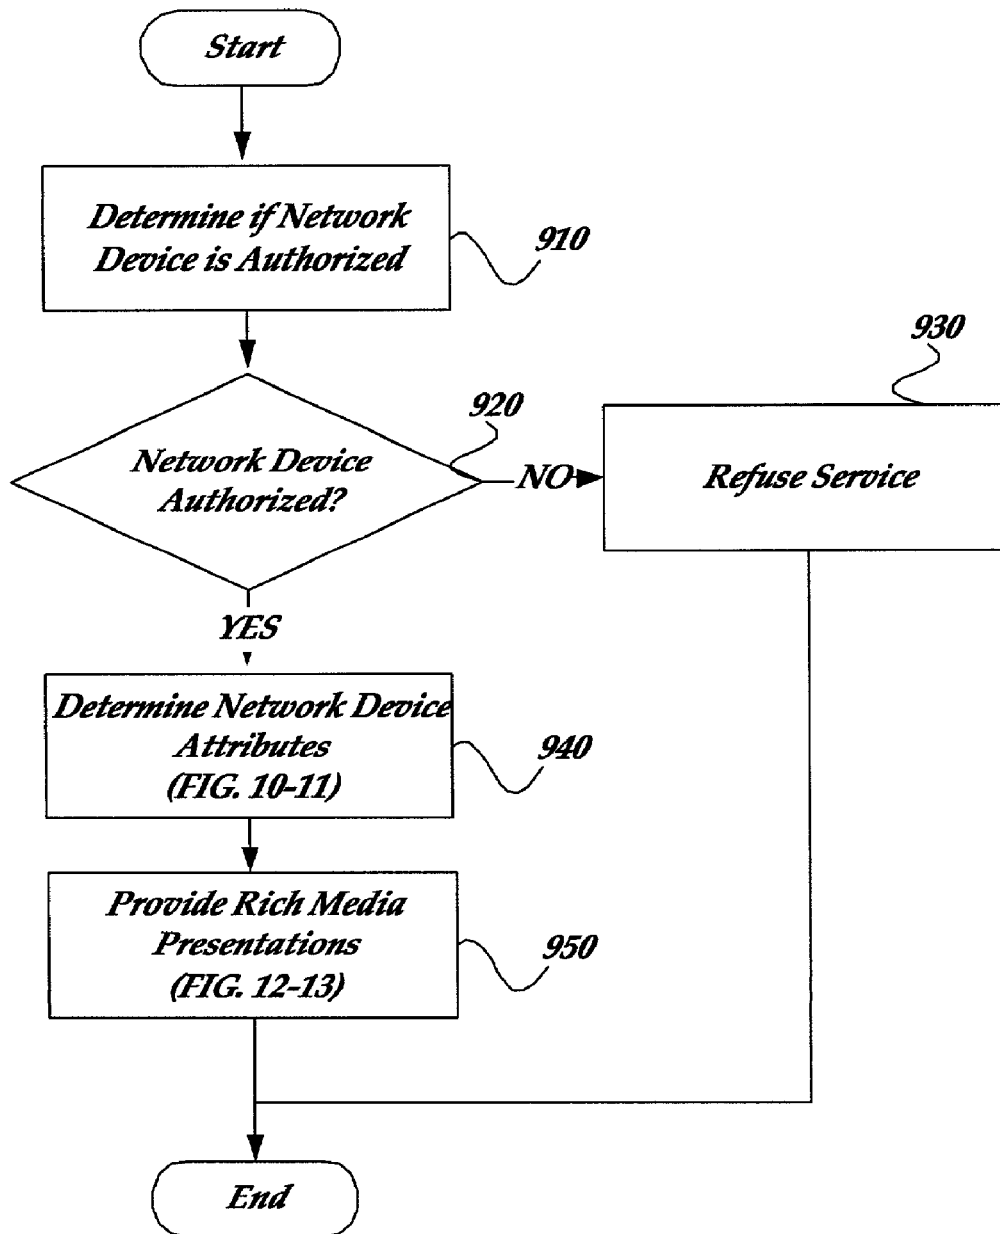 Start
Determine if Network
Device is Authorized
910
930
920
Network Device
Authorized?
NO
Refuse Service
YES
Determine Network Device
Attributes
(FIG. 10-11)
940
Provide Rich Media
Presentations
(FIG. 12-13)
950
End